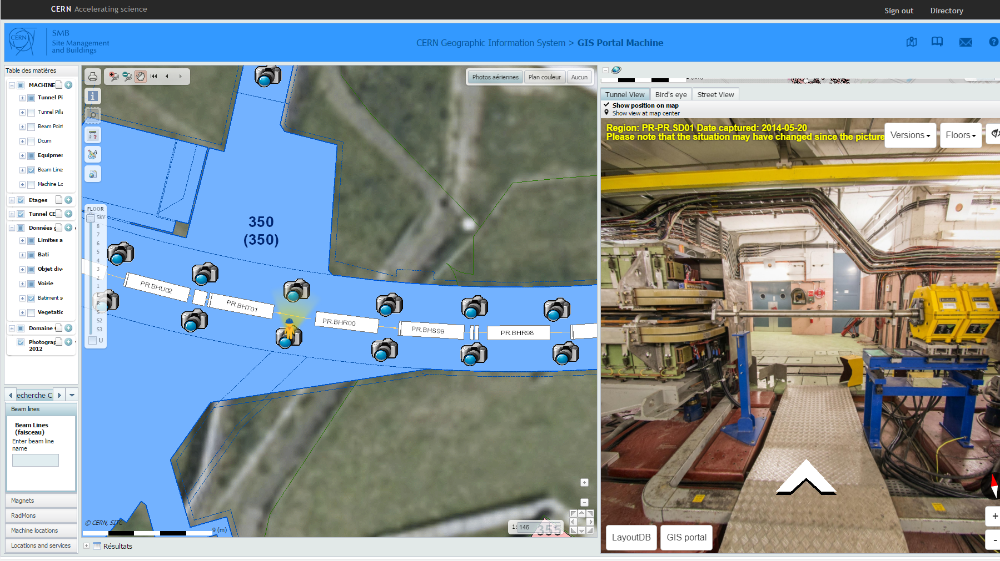 CERN Accelerating science
Sign out Directory
CERN
SMB
Site Management
and Buildings
CERN Geographic Information System > GIS Portal Machine
Table des matières
MACHINE
Tunnel Pi
Tunnel Pilla
Beam Poin
Dcum
Equipmer
Beam Line
Machine Lo
Etages
Tunnel CE
Données g
Limites a
Bati
Objet div
Voirie
Batiment s
Vegetatic
Domaine
Photograp
2012
echerche C
Beam lines
Beam Lines
(faisceau)
Enter beam line
name
Magnets
RadMons
Machine locations
Locations and services
Photos aériennes Plan couleur Aucun
FLOOR
SKY
8
7
6
5
4
3
2
1
E
R
S
S2
S3
U
350
(350)
PR.BHU02
PR.BHT01
PR.BHR00
PR.BHS99
PR.BHR98
© CERN, SITG
9 (m)
1: 146
355
Résultats
Tunnel View Bird's eye Street View
Show position on map
Show view at map center
Region: PR-PR.SD01 Date captured: 2014-05-20
Please note that the situation may have changed since the picture
Versions Floors
LayoutDB GIS portal
+
-